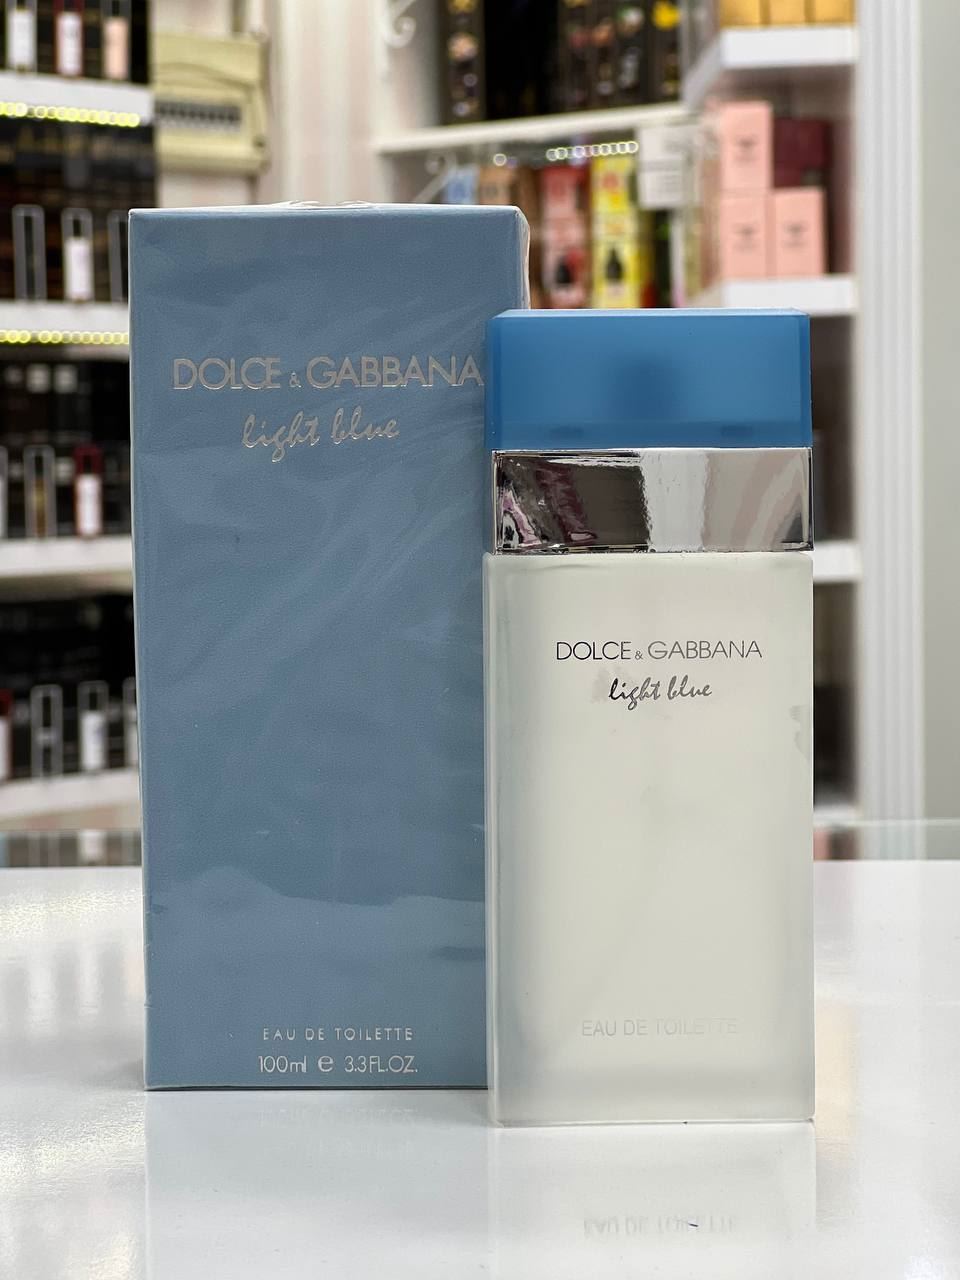 DOLCE & GABBANA
light blue
EAU DE TOILETTE
100ml e 3.3FL.OZ.
DOLCE & GABBANA
light blue
EAU DE TOILETTE